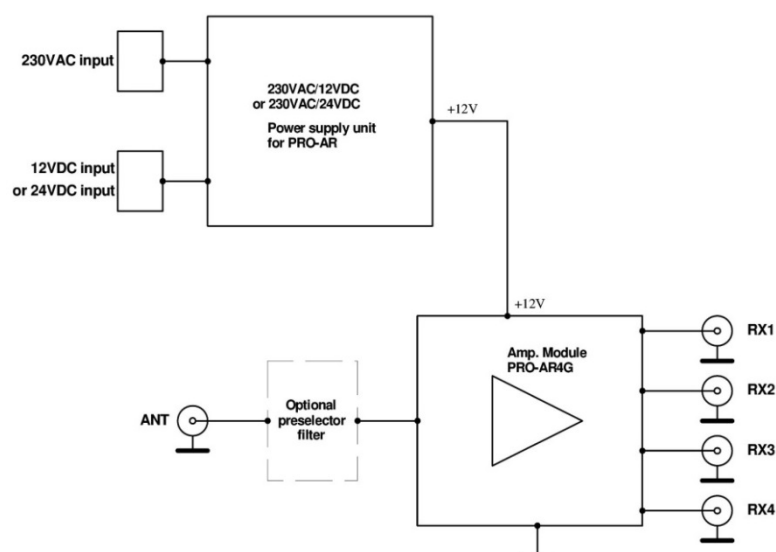 230VAC input
230VAC/12VDC
or 230VAC/24VDC
Power supply unit
for PRO-AR
+12V
12VDC input
or 24VDC input
+12V
Amp. Module
PRO-AR4G
RX1
RX2
RX3
RX4
ANT
Optional
preselector
filter